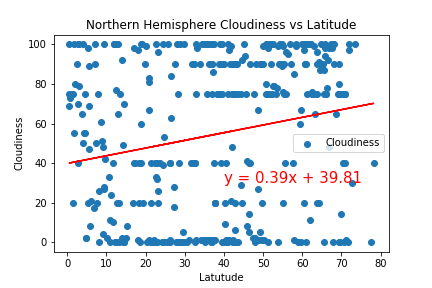 Northern Hemisphere Cloudiness vs Latitude
Cloudiness
100
80
60
40
20
0
Cloudiness
y = 0.39x + 39.81
0 10 20 30 40 50 60 70 80
Latutude